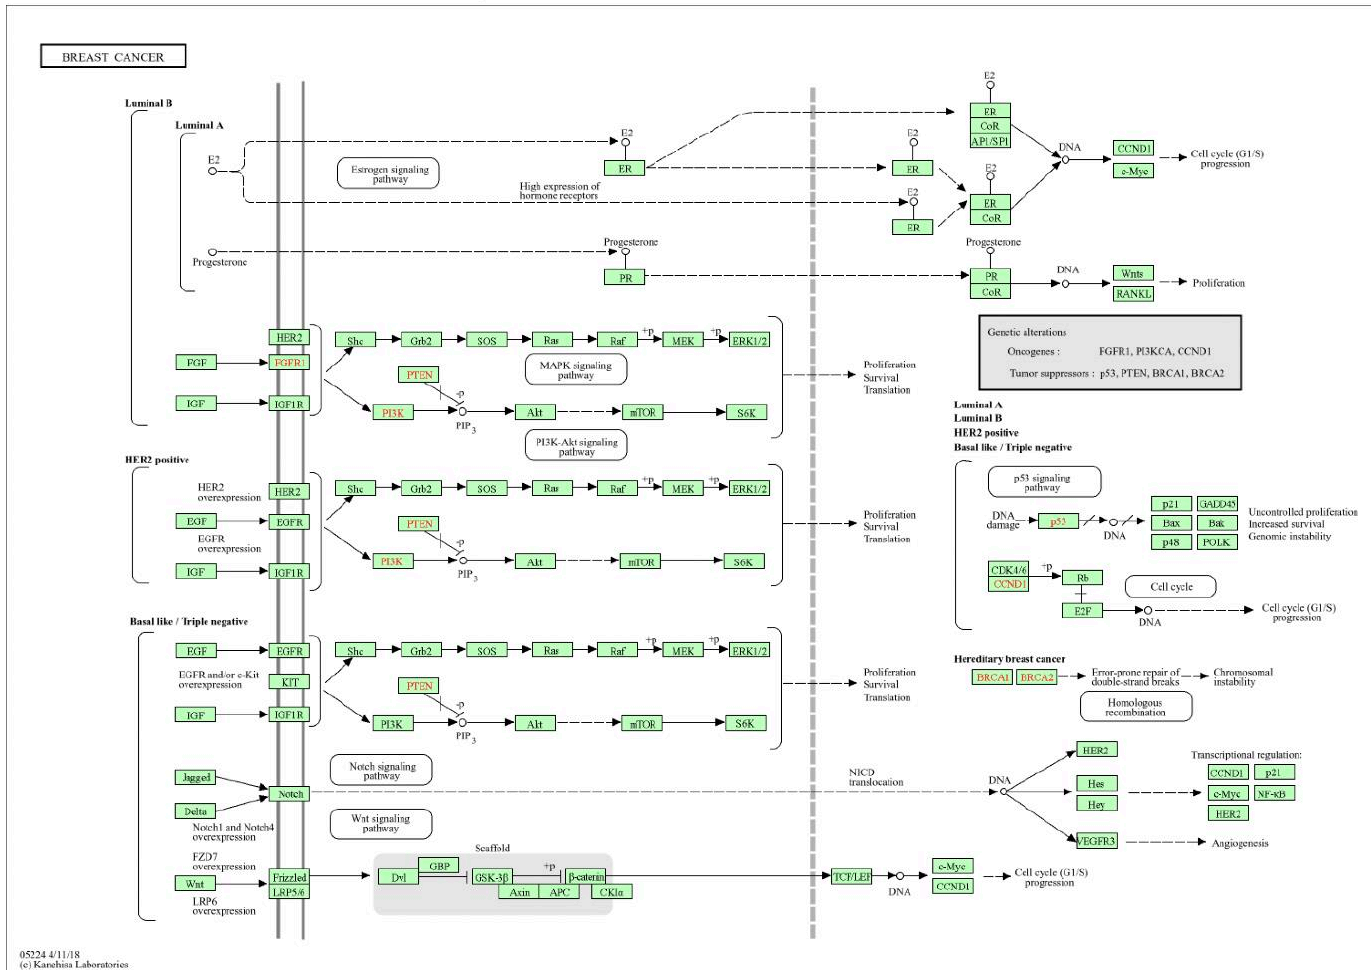 BREAST CANCER
Luminal B
Luminal A
E2
Estrogen signaling
pathway
E2
ER
High expression of
hormone receptors
E2
ER
E2
ER
E2
ER
CoR
AP1/SP1
E2
ER
CoR
DNA
CCND1
c-Myc
Cell cycle (G1/S)
progression
Progesterone
Progesterone
PR
Progesterone
PR
CoR
DNA
Wnts
RANKL
Proliferation
HER2
FGF
FGFR1
IGF
IGF1R
Shc
Grb2
SOS
Ras
Raf
+p
MEK
+p
ERK1/2
MAPK signaling
pathway
PTEN
-p
PI3K
PIP3
Akt
mTOR
S6K
PI3K-Akt signaling
pathway
Proliferation
Survival
Translation
Genetic alterations
Oncogenes : FGFR1, PI3KCA, CCND1
Tumor suppressors : p53, PTEN, BRCA1, BRCA2
HER2 positive
HER2
overexpression
HER2
EGF
EGFR
EGFR
overexpression
IGF
IGF1R
Shc
Grb2
SOS
Ras
Raf
+p
MEK
+p
ERK1/2
PTEN
-p
PI3K
PIP3
Akt
mTOR
S6K
Proliferation
Survival
Translation
Luminal A
Luminal B
HER2 positive
Basal like / Triple negative
p53 signaling
pathway
DNA
damage
p53
DNA
p21
GADD45
Bax
Bak
p48
POLK
Uncontrolled proliferation
Increased survival
Genomic instability
CDK4/6
CCND1
+p
Rb
E2F
Cell cycle
DNA
Cell cycle (G1/S)
progression
Basal like / Triple negative
EGF
EGFR
EGFR and/or c-Kit
overexpression
KIT
IGF
IGF1R
Shc
Grb2
SOS
Ras
Raf
+p
MEK
+p
ERK1/2
PTEN
-p
PI3K
PIP3
Akt
mTOR
S6K
Proliferation
Survival
Translation
Hereditary breast cancer
BRCA1
BRCA2
Error-prone repair of
double-strand breaks
Chromosomal
instability
Homologous
recombination
Jagged
Delta
Notch
Notch1 and Notch4
overexpression
Notch signaling
pathway
NICD
translocation
DNA
HER2
Hes
Hey
VEGFR3
Transcriptional regulation:
CCND1
p21
c-Myc
NF-κB
HER2
Angiogenesis
Wnt signaling
pathway
FZD7
overexpression
Wnt
LRP6
overexpression
Frizzled
LRP5/6
Scaffold
Dvl
GBP
GSK-3β
+p
β-catenin
Axin
APC
CKIα
TCF/LEF
DNA
c-Myc
CCND1
Cell cycle (G1/S)
progression
05224 4/11/18
(c) Kanehisa Laboratories